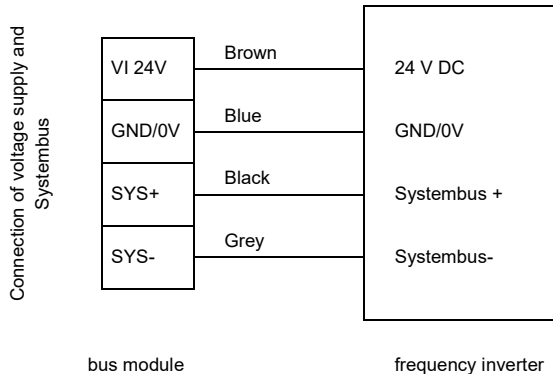 Connection of voltage supply and
Systembus
VI 24V
Brown
24 V DC
GND/0V
Blue
GND/0V
SYS+
Black
Systembus +
SYS-
Grey
Systembus-
bus module
frequency inverter